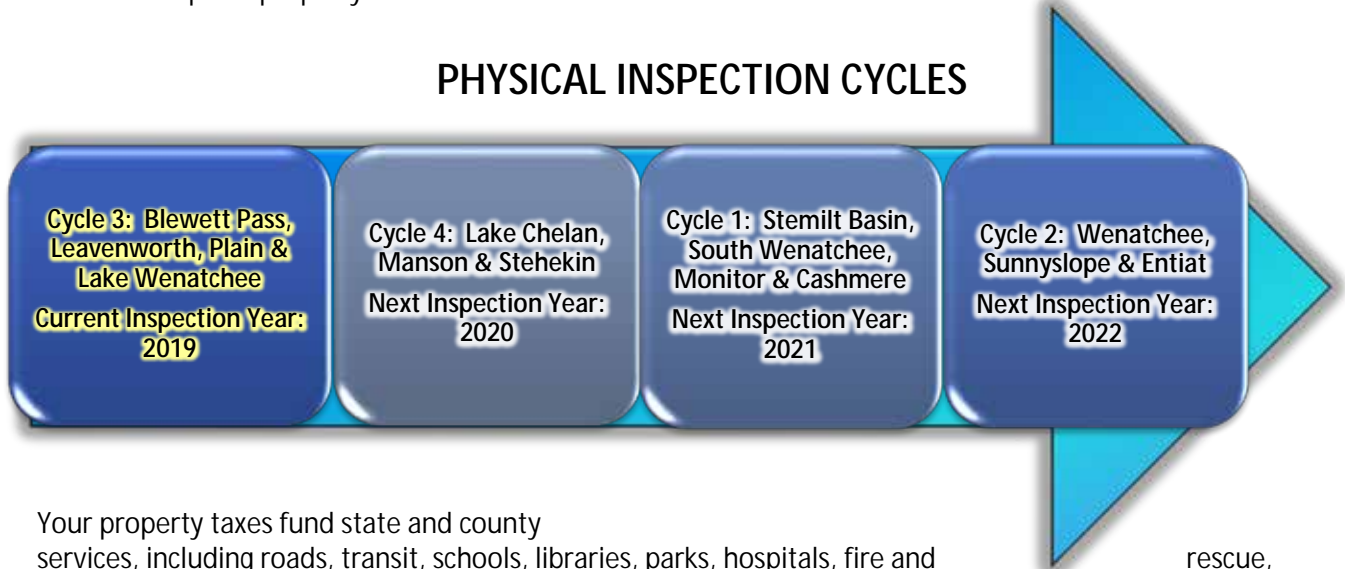 PHYSICAL INSPECTION CYCLES
Cycle 3: Blewett Pass,
Leavenworth, Plain &
Lake Wenatchee
Current Inspection Year:
2019
Cycle 4: Lake Chelan,
Manson & Stehekin
Next Inspection Year:
2020
Cycle 1: Stemilt Basin,
South Wenatchee,
Monitor & Cashmere
Next Inspection Year:
2021
Cycle 2: Wenatchee,
Sunnyslope & Entiat
Next Inspection Year:
2022
Your property taxes fund state and county
services, including roads, transit, schools, libraries, parks, hospitals, fire and rescue,